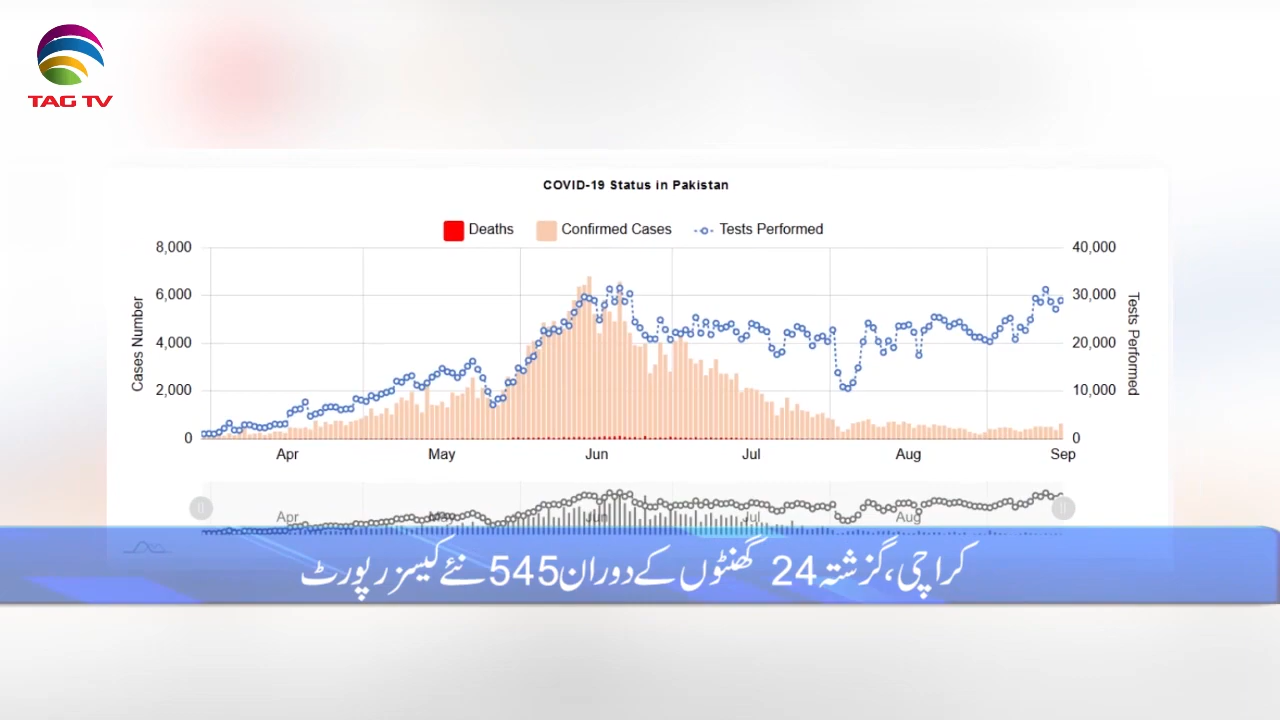 TAG TV
COVID-19 Status in Pakistan
Deaths Confirmed Cases Tests Performed
8,000 40,000
6,000 30,000
4,000 20,000
2,000 10,000
0 0
Cases Number
Tests Performed
Apr May Jun Jul Aug Sep
Apr May Jun Jul Aug
کراچی، گزشتہ 24 گھنٹوں کے دوران 545 نئے کیسز رپورٹ